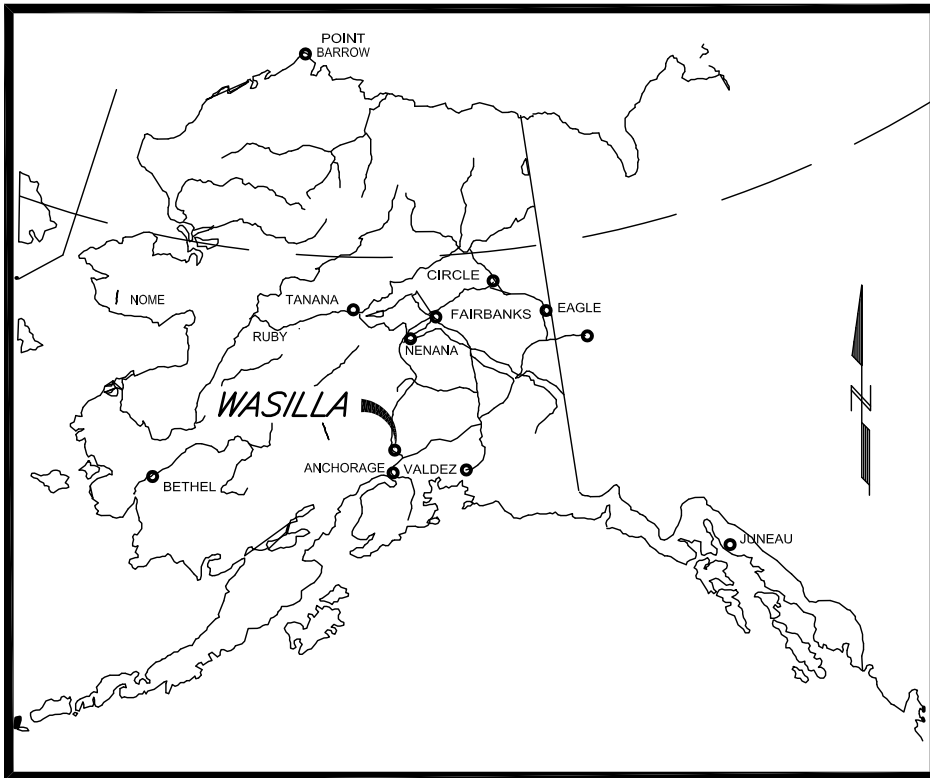 POINT
BARROW
CIRCLE
NOME
TANANA
EAGLE
FAIRBANKS
RUBY
NENANA
WASILLA
ANCHORAGE
VALDEZ
BETHEL
JUNEAU
N